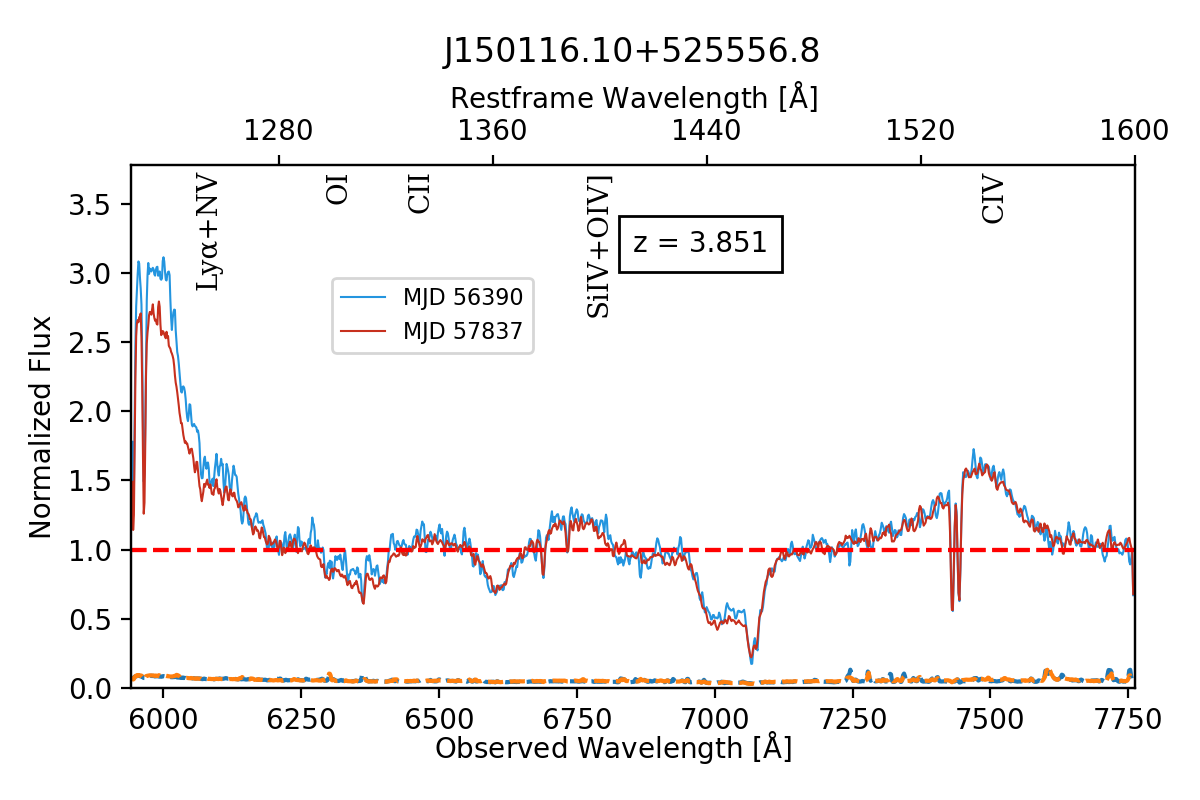 J150116.10+525556.8
Restframe Wavelength [Å]
1280 1360 1440 1520 1600
Lyα+NV
OI
CII
SiIV+OIV]
CIV
z = 3.851
MJD 56390
MJD 57837
Normalized Flux
3.5
3.0
2.5
2.0
1.5
1.0
0.5
0.0
6000 6250 6500 6750 7000 7250 7500 7750
Observed Wavelength [Å]